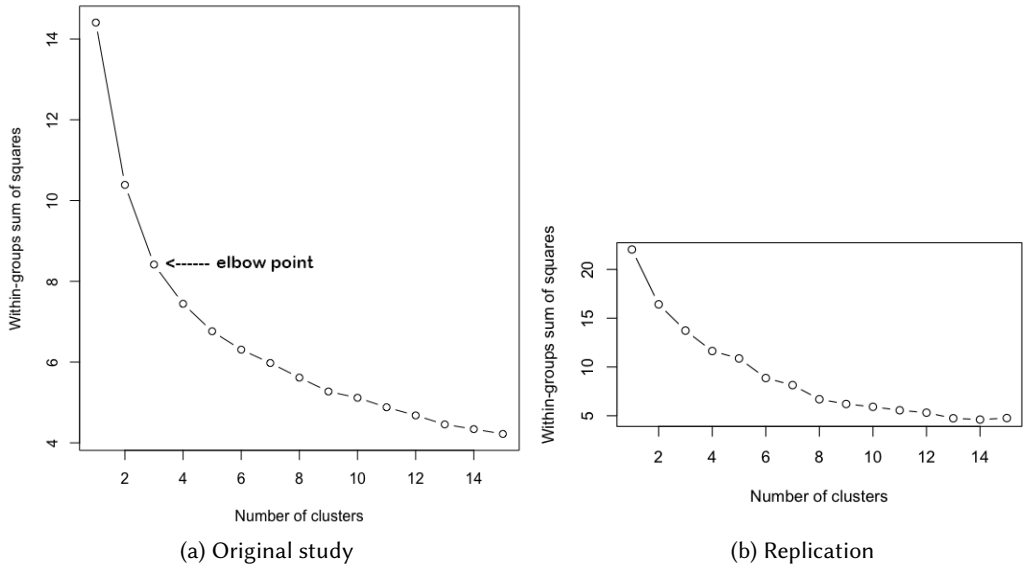 Within-groups sum of squares
14
12
10
8
6
4
<------ elbow point
2 4 6 8 10 12 14
Number of clusters
(a) Original study
Within-groups sum of squares
20
15
10
5
2 4 6 8 10 12 14
Number of clusters
(b) Replication